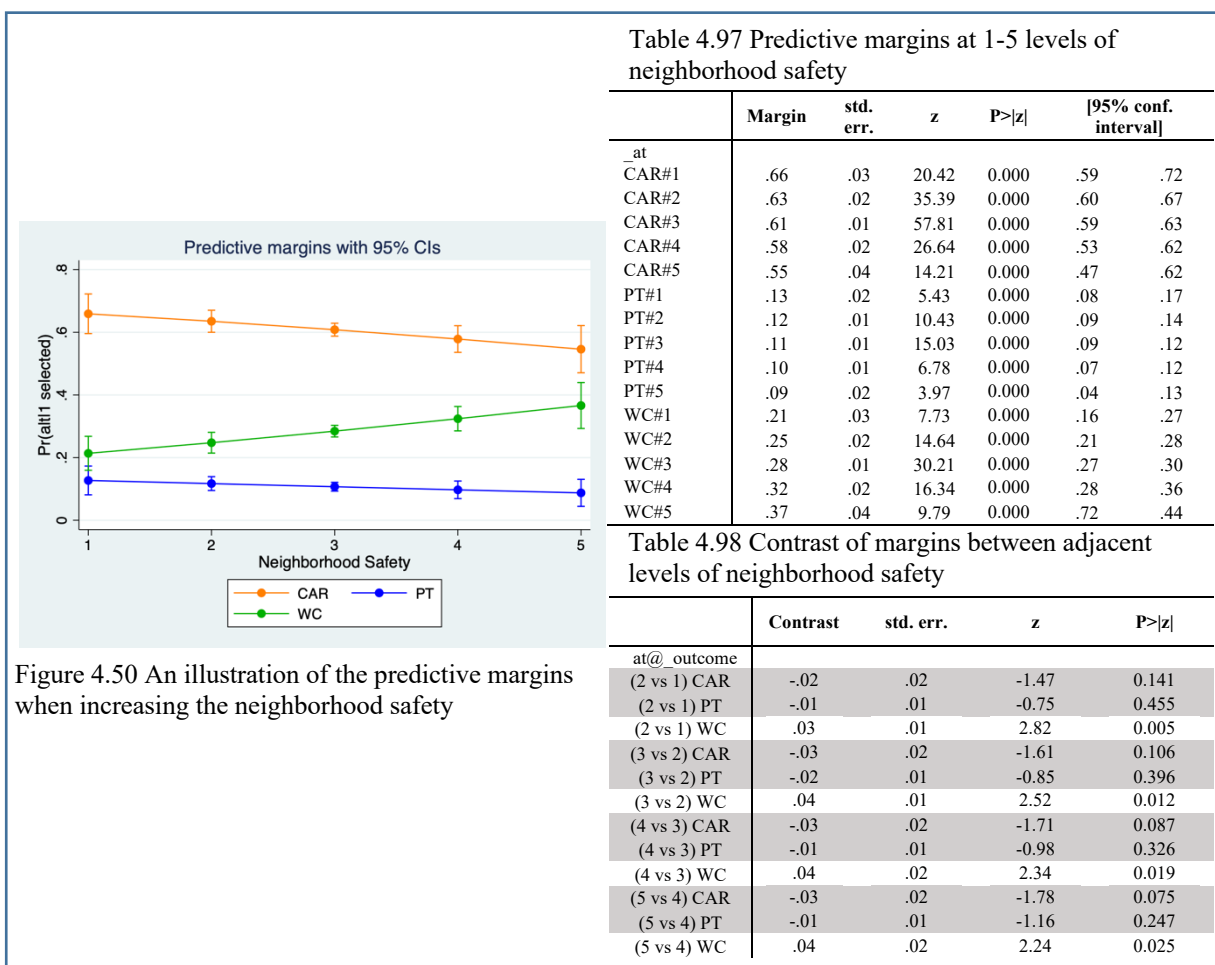 Table 4.97 Predictive margins at 1-5 levels of
neighborhood safety
Margin std. err. z P>|z| [95% conf. interval]
_at
CAR#1 .66 .03 20.42 0.000 .59 .72
CAR#2 .63 .02 35.39 0.000 .60 .67
CAR#3 .61 .01 57.81 0.000 .59 .63
CAR#4 .58 .02 26.64 0.000 .53 .62
CAR#5 .55 .04 14.21 0.000 .47 .62
PT#1 .13 .02 5.43 0.000 .08 .17
PT#2 .12 .01 10.43 0.000 .09 .14
PT#3 .11 .01 15.03 0.000 .09 .12
PT#4 .10 .01 6.78 0.000 .07 .12
PT#5 .09 .02 3.97 0.000 .04 .13
WC#1 .21 .03 7.73 0.000 .16 .27
WC#2 .25 .02 14.64 0.000 .21 .28
WC#3 .28 .01 30.21 0.000 .27 .30
WC#4 .32 .02 16.34 0.000 .28 .36
WC#5 .37 .04 9.79 0.000 .72 .44
Predictive margins with 95% CIs
Pr(altI1 selected)
.8
.6
.4
.2
0
1 2 3 4 5
Neighborhood Safety
CAR PT
WC
Figure 4.50 An illustration of the predictive margins
when increasing the neighborhood safety
Table 4.98 Contrast of margins between adjacent
levels of neighborhood safety
Contrast std. err. z P>|z|
at@_outcome
(2 vs 1) CAR -.02 .02 -1.47 0.141
(2 vs 1) PT -.01 .01 -0.75 0.455
(2 vs 1) WC .03 .01 2.82 0.005
(3 vs 2) CAR -.03 .02 -1.61 0.106
(3 vs 2) PT -.02 .01 -0.85 0.396
(3 vs 2) WC .04 .01 2.52 0.012
(4 vs 3) CAR -.03 .02 -1.71 0.087
(4 vs 3) PT -.01 .01 -0.98 0.326
(4 vs 3) WC .04 .02 2.34 0.019
(5 vs 4) CAR -.03 .02 -1.78 0.075
(5 vs 4) PT -.01 .01 -1.16 0.247
(5 vs 4) WC .04 .02 2.24 0.025